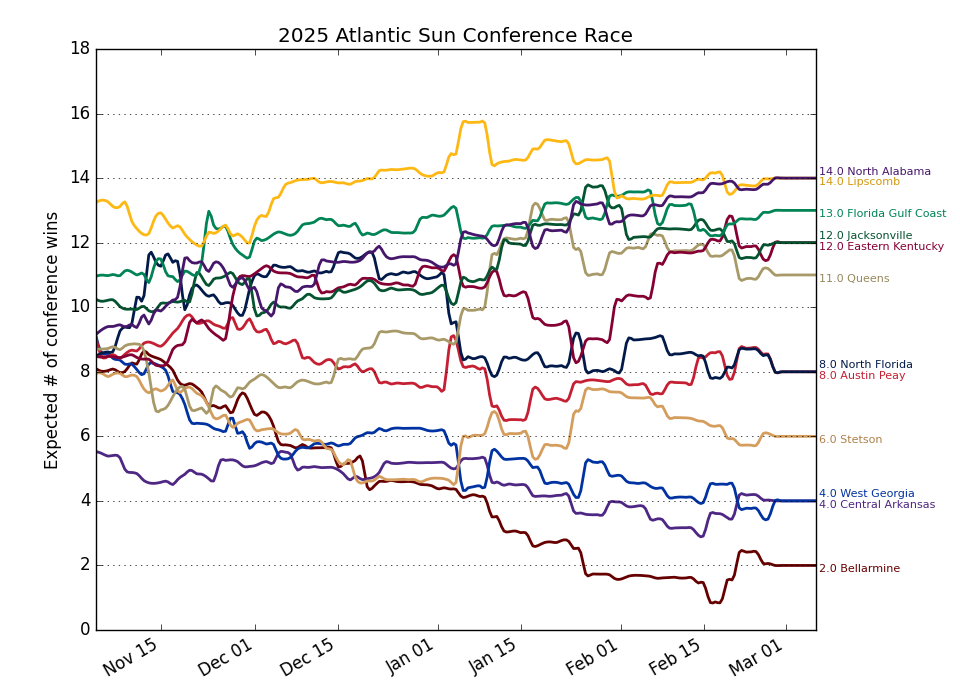 2025 Atlantic Sun Conference Race
Expected # of conference wins
18
16
14
12
10
8
6
4
2
0
Nov 15
Dec 01
Dec 15
Jan 01
Jan 15
Feb 01
Feb 15
Mar 01
14.0 North Alabama
14.0 Lipscomb
13.0 Florida Gulf Coast
12.0 Jacksonville
12.0 Eastern Kentucky
11.0 Queens
8.0 North Florida
8.0 Austin Peay
6.0 Stetson
4.0 West Georgia
4.0 Central Arkansas
2.0 Bellarmine